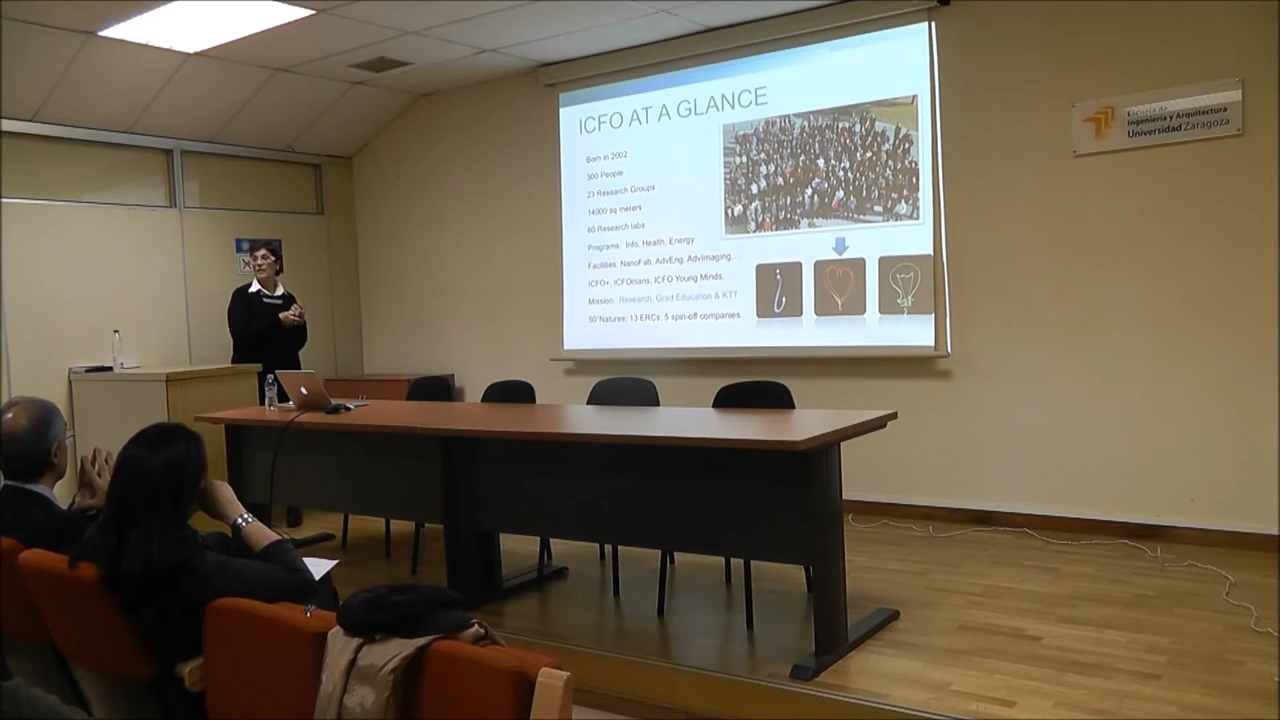 ICFO AT A GLANCE
Born in 2002
300 People
23 Research Groups
14000 sq meters
60 Research labs
Programs: Info, Health, Energy
Facilities: NanoFab, AdvEng, AdvImaging, ...
ICFO+, ICFOnians, ICFO Young Minds, ...
Mission: Research, Grad Education & KTT
50"Natures; 13 ERCs; 5 spin-off companies
Escuela de
Ingeniería y Arquitectura
Universidad Zaragoza